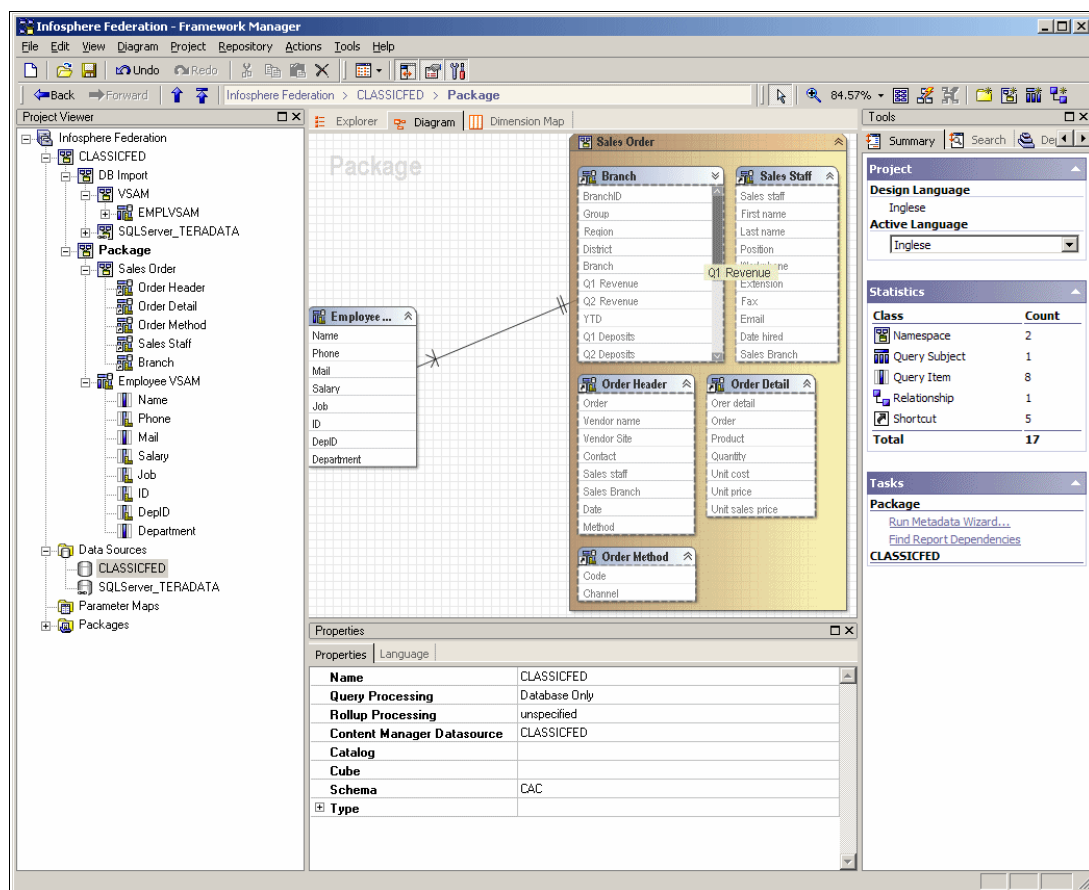 Infosphere Federation - Framework Manager
File Edit View Diagram Project Repository Actions Tools Help
Undo Redo
Back Forward Infosphere Federation > CLASSICFED > Package 84.57%
Project Viewer
Infosphere Federation
CLASSICFED
DB Import
VSAM
EMPLVSAM
SQLServer_TERADATA
Package
Sales Order
Order Header
Order Detail
Order Method
Sales Staff
Branch
Employee VSAM
Name
Phone
Mail
Salary
Job
ID
DepID
Department
Data Sources
CLASSICFED
SQLServer_TERADATA
Parameter Maps
Packages
Explorer Diagram Dimension Map
Package
Employee ...
Name
Phone
Mail
Salary
Job
ID
DepID
Department
Sales Order
Branch
BranchID
Group
Region
District
Branch
Q1 Revenue
Q2 Revenue
YTD
Q1 Deposits
Q2 Deposits
Q1 Revenue
Sales Staff
Sales staff
First name
Last name
Position
Extension
Fax
Email
Date hired
Sales Branch
Order Header
Order
Vendor name
Vendor Site
Contact
Sales staff
Sales Branch
Date
Method
Order Detail
Orer detail
Order
Product
Quantity
Unit cost
Unit price
Unit sales price
Order Method
Code
Channel
Properties
Properties Language
Name CLASSICFED
Query Processing Database Only
Rollup Processing unspecified
Content Manager Datasource CLASSICFED
Catalog
Cube
Schema CAC
Type
Tools
Summary Search
Project
Design Language
Inglese
Active Language
Inglese
Statistics
Class Count
Namespace 2
Query Subject 1
Query Item 8
Relationship 1
Shortcut 5
Total 17
Tasks
Package
Run Metadata Wizard...
Find Report Dependencies
CLASSICFED